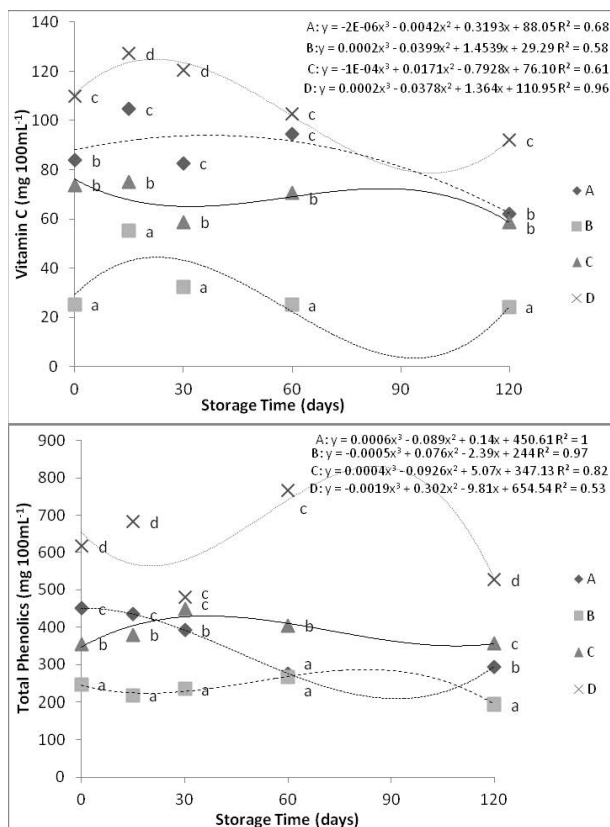 A: y = -2E-06x³ - 0.0042x² + 0.3193x + 88.05 R² = 0.68
B: y = 0.0002x³ - 0.0399x² + 1.4539x + 29.29 R² = 0.58
C: y = -1E-04x³ + 0.0171x² - 0.7928x + 76.10 R² = 0.61
D: y = 0.0002x³ - 0.0378x² + 1.364x + 110.95 R² = 0.96
Vitamin C (mg 100mL⁻¹)
140
120
100
80
60
40
20
0
c
d
d
c
c
b
c
c
c
b
b
b
b
b
b
a
a
a
a
a
A
B
C
D
0
30
60
90
120
Storage Time (days)
A: y = 0.0006x³ - 0.089x² + 0.14x + 450.61 R² = 1
B: y = -0.0005x³ + 0.076x² - 2.39x + 244 R² = 0.97
C: y = 0.0004x³ - 0.0926x² + 5.07x + 347.13 R² = 0.82
D: y = -0.0019x³ + 0.302x² - 9.81x + 654.54 R² = 0.53
Total Phenolics (mg 100mL⁻¹)
900
800
700
600
500
400
300
200
100
0
d
d
c
c
d
c
c
c
b
b
b
b
c
a
b
a
a
a
a
a
A
B
C
D
0
30
60
90
120
Storage Time (days)